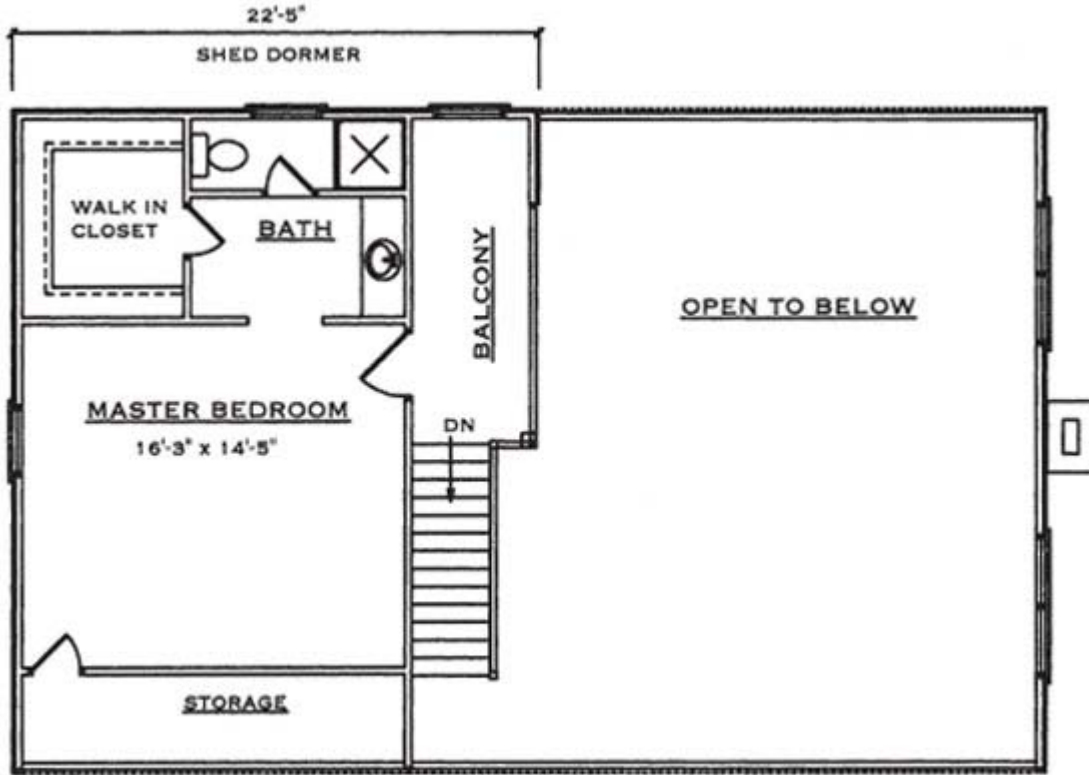 22'-5"
SHED DORMER
WALK IN
CLOSET
BATH
BALCONY
OPEN TO BELOW
MASTER BEDROOM
16'-3" x 14'-5"
DN
STORAGE